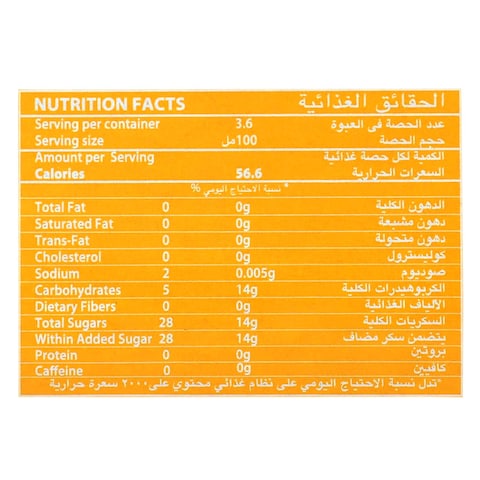 NUTRITION FACTS الحقائق الغذائية
Serving per container 3.6 عدد الحصة فى العبوة
Serving size 100مل حجم الحصة
Amount per Serving الكمية لكل حصة غذائية
Calories 56.6 السعرات الحرارية
* نسبة الاحتياج اليومي %
Total Fat 0 0g الدهون الكلية
Saturated Fat 0 0g دهون مشبعة
Trans-Fat 0 0g دهون متحولة
Cholesterol 0 0g كوليسترول
Sodium 2 0.005g صوديوم
Carbohydrates 5 14g الكربوهيدرات الكلية
Dietary Fibers 0 0g الألياف الغذائية
Total Sugars 28 14g السكريات الكلية
Within Added Sugar 28 14g يتضمن سكر مضاف
Protein 0 0g بروتين
Caffeine 0 0g كافيين
*تدل نسبة الاحتياج اليومي على نظام غذائي محتوي على ٢٠٠٠ سعرة حرارية